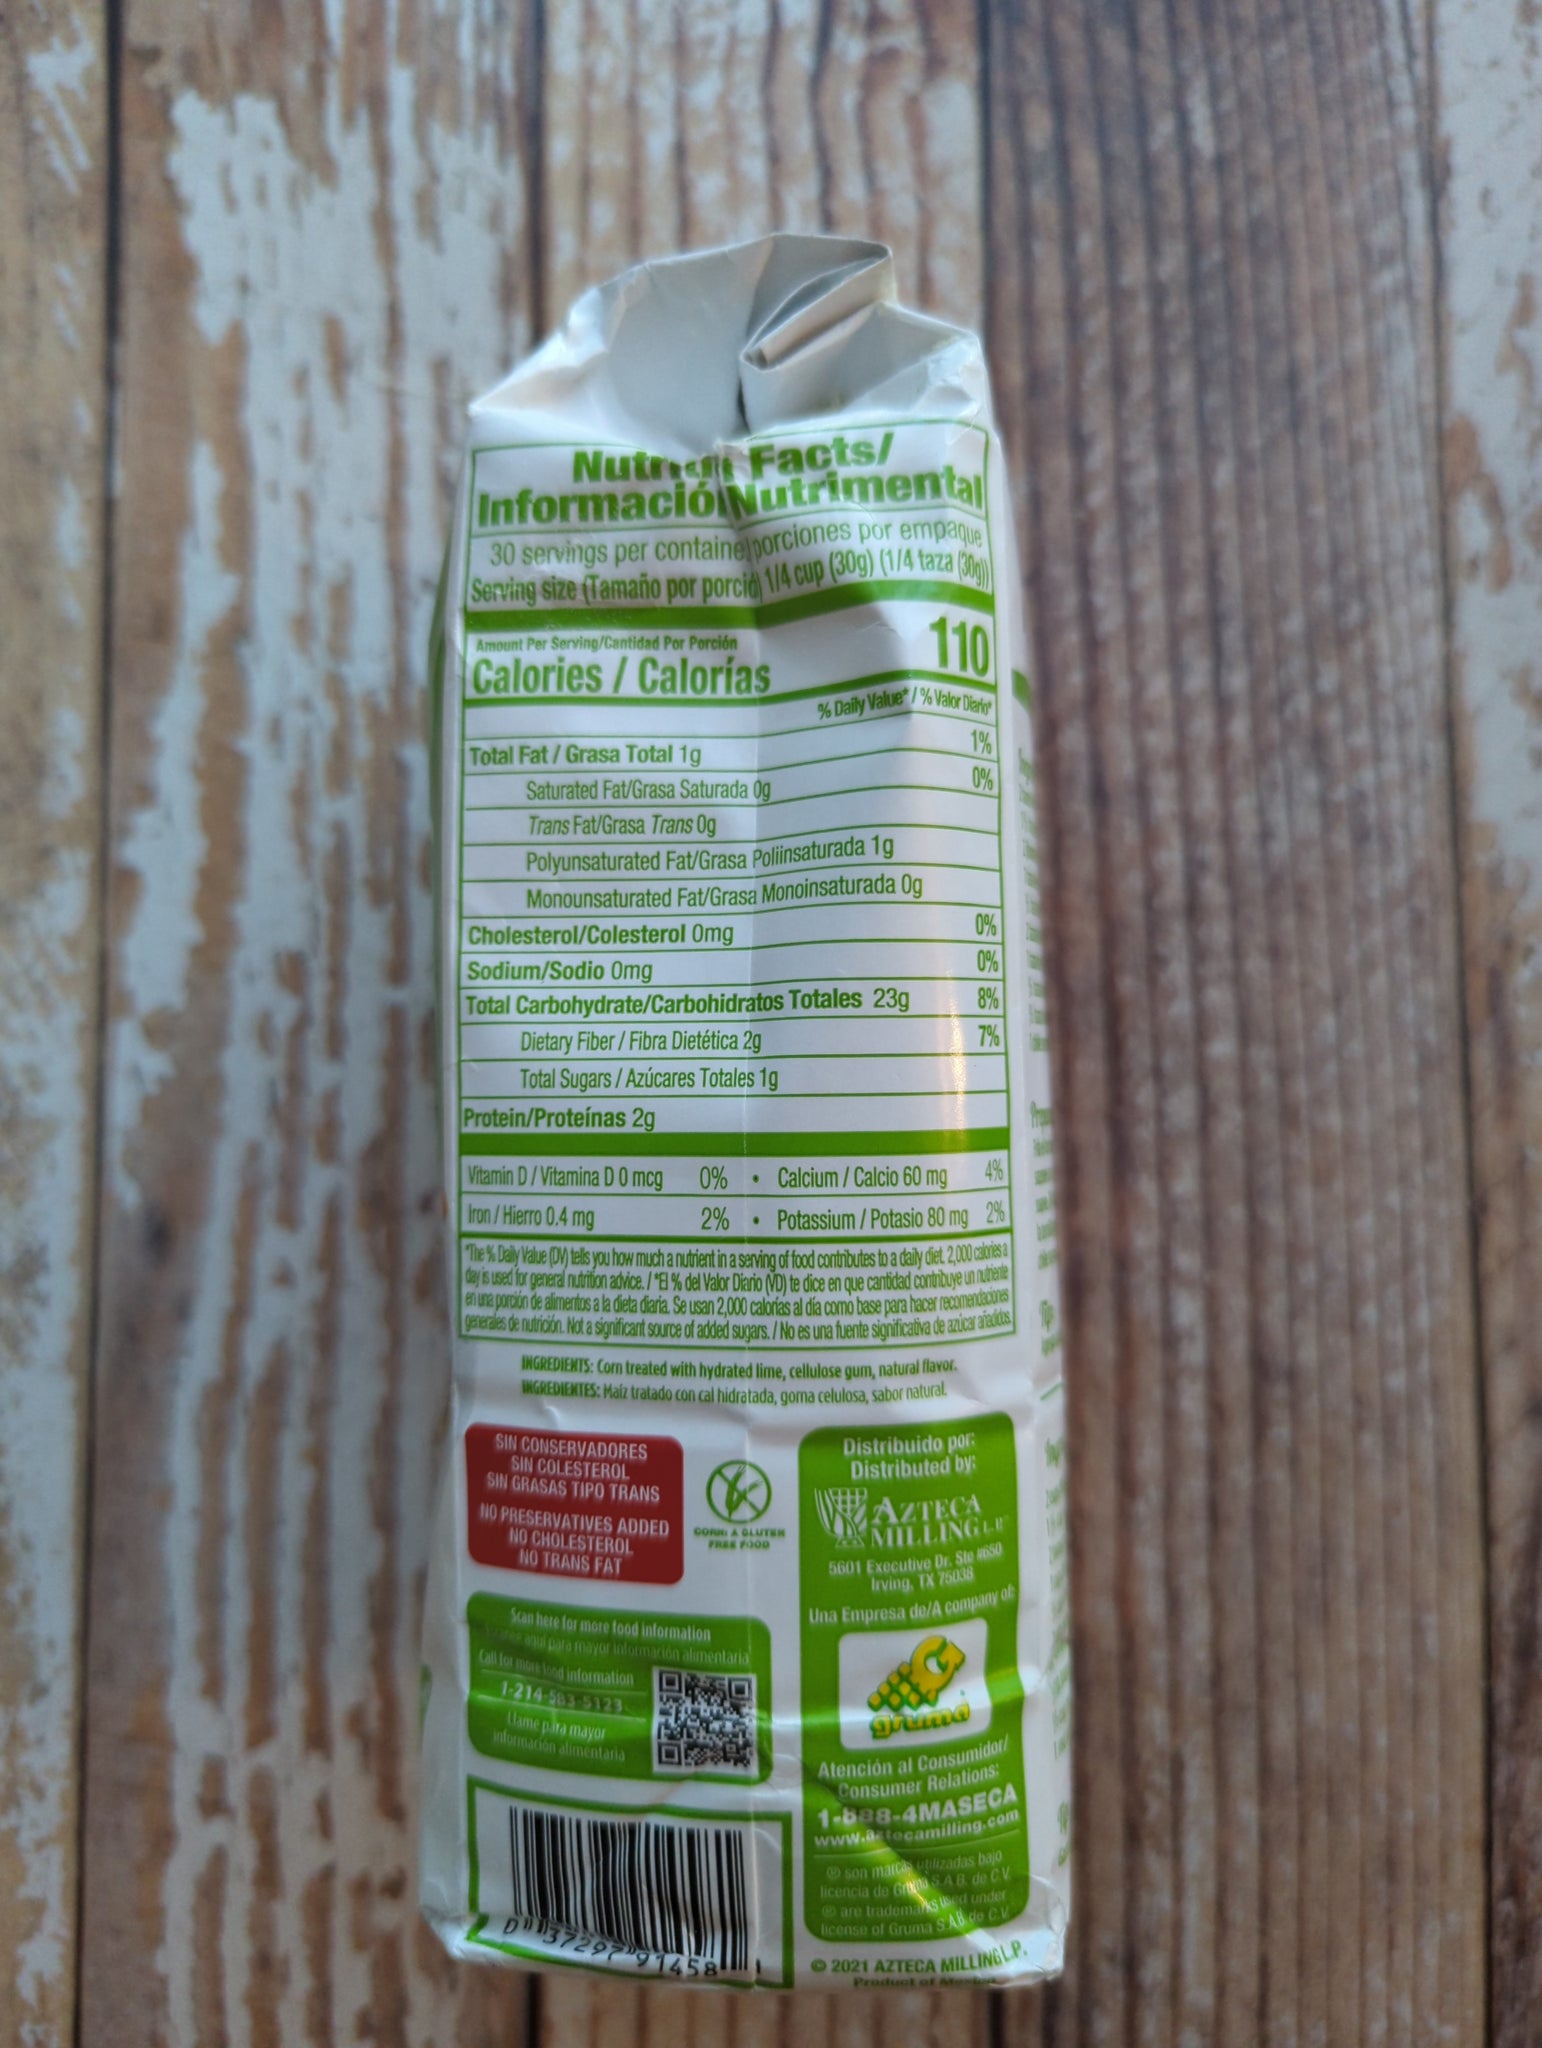 Facts/
Nutrimental
30 servings per porciones por empaque
Serving size (Tamaño por 1/4 cup (30g) (1/4 taza (30g))
Amount Per Serving/Cantidad Por Porción
Calories / Calorías 110
% Daily Value* / % Valor Diario*
Total Fat / Grasa Total 1g 1%
Saturated Fat/Grasa Saturada 0g 0%
Trans Fat/Grasa Trans 0g
Polyunsaturated Fat/Grasa Poliinsaturada 1g
Monounsaturated Fat/Grasa Monoinsaturada 0g
Cholesterol/Colesterol 0mg 0%
Sodium/Sodio 0mg 0%
Total Carbohydrate/Carbohidratos Totales 23g 8%
Dietary Fiber / Fibra Dietética 2g 7%
Total Sugars / Azúcares Totales 1g
Protein/Proteínas 2g
Vitamin D / Vitamina D 0 mcg 0% • Calcium / Calcio 60 mg 4%
Iron / Hierro 0.4 mg 2% • Potassium / Potasio 80 mg 2%
*The % Daily Value (DV) tells you how much a nutrient in a serving of food contributes to a daily diet. 2,000 calories a
day is used for general nutrition advice. / *El % del Valor Diario (VD) te dice en que cantidad contribuye un nutriente
en una porción de alimentos a la dieta diaria. Se usan 2,000 calorías al día como base para hacer recomendaciones
generales de nutrición. Not a significant source of added sugars. / No es una fuente significativa de azúcar añadidos.
INGREDIENTS: Corn treated with hydrated lime, cellulose gum, natural flavor.
INGREDIENTES: Maíz tratado con cal hidratada, goma celulosa, sabor natural.
SIN CONSERVADORES
SIN COLESTEROL
SIN GRASAS TIPO TRANS
NO PRESERVATIVES ADDED
NO CHOLESTEROL
NO TRANS FAT
CORN: A GLUTEN
FREE FOOD
Scan here for more food information
aquí para mayor información alimentaria
Call for more food information
1-214-583-5123
Llame para mayor
información alimentaria
37297 91458
Distribuido por:
Distributed by:
AZTECA
MILLING L.P.
5601 Executive Dr. Ste #650
Irving, TX 75038
Una Empresa de/A company of:
G
gruma
Atención al Consumidor/
Consumer Relations:
1-888-4MASECA
www.aztecamilling.com
® son marcas utilizadas bajo
licencia de Gruma S.A.B. de C.V.
® are trademarks used under
license of Gruma S.A.B. de C.V.
© 2021 AZTECA MILLING L.P.
Product of